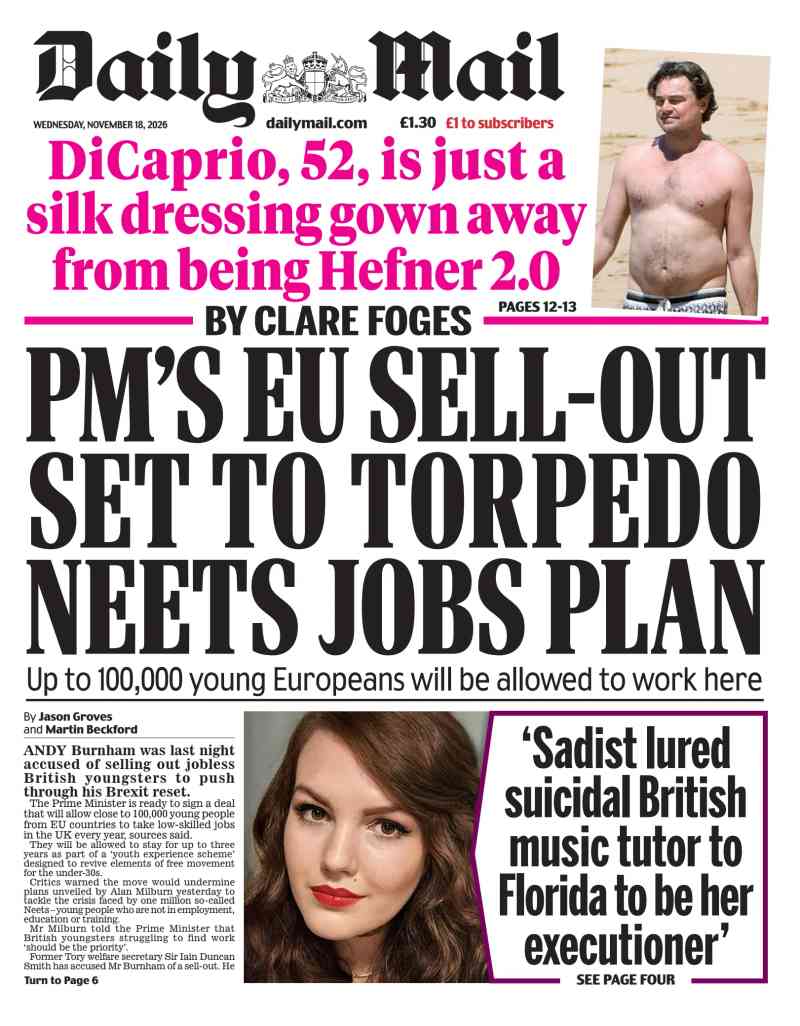 Daily Mail
WEDNESDAY, NOVEMBER 18, 2026
dailymail.com
£1.30 £1 to subscribers
DiCaprio, 52, is just a
silk dressing gown away
from being Hefner 2.0
PAGES 12-13
BY CLARE FOGES
PM'S EU SELL-OUT
SET TO TORPEDO
NEETS JOBS PLAN
Up to 100,000 young Europeans will be allowed to work here
By Jason Groves
and Martin Beckford
ANDY Burnham was last night
accused of selling out jobless
British youngsters to push
through his Brexit reset.
The Prime Minister is ready to sign a deal
that will allow close to 100,000 young people
from EU countries to take low-skilled jobs
in the UK every year, sources said.
They will be allowed to stay for up to three
years as part of a 'youth experience scheme'
designed to revive elements of free movement
for the under-30s.
Critics warned the move would undermine
plans unveiled by Alan Milburn yesterday to
tackle the crisis faced by one million so-called
Neets – young people who are not in employment,
education or training.
Mr Milburn told the Prime Minister that
British youngsters struggling to find work
'should be the priority'.
Former Tory welfare secretary Sir Iain Duncan
Smith has accused Mr Burnham of a sell-out. He
Turn to Page 6
'Sadist lured
suicidal British
music tutor to
Florida to be her
executioner'
SEE PAGE FOUR